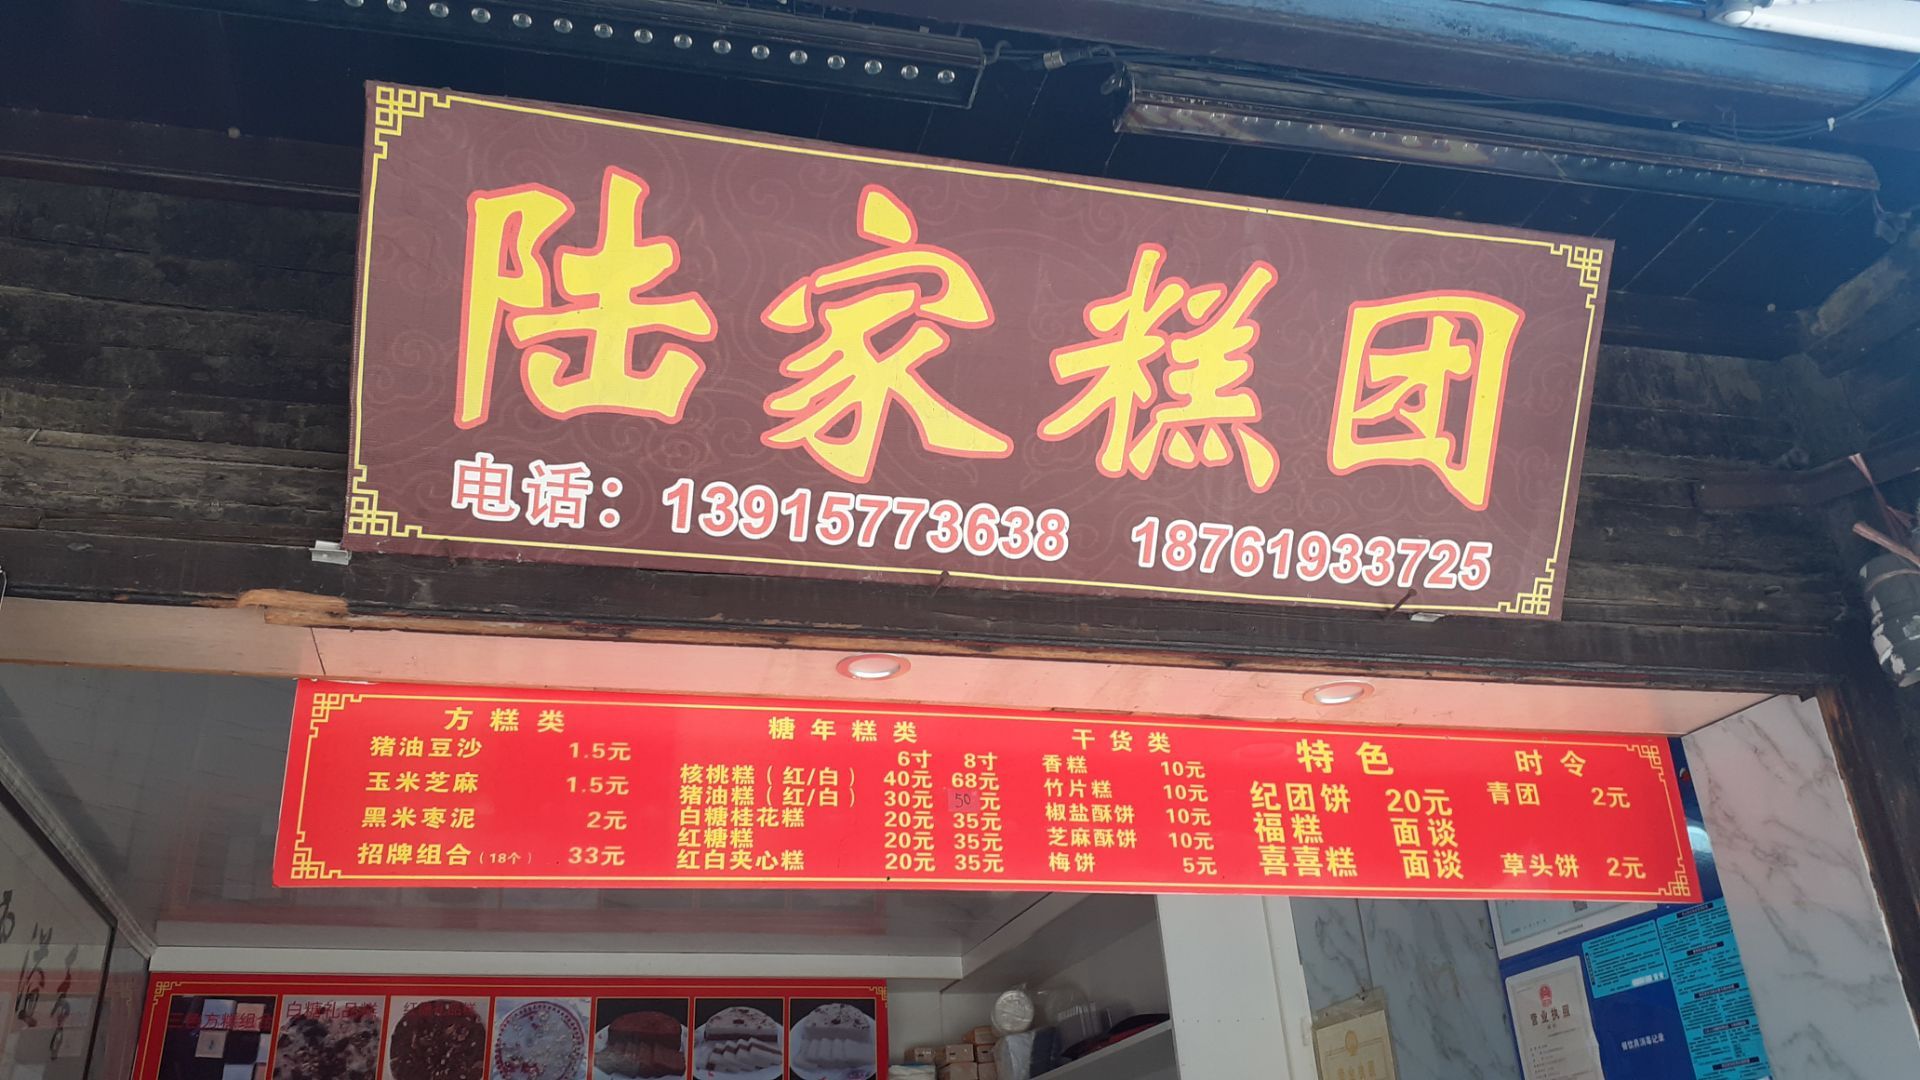 陆家糕团
电话：13915773638 18761933725
方糕类
猪油豆沙 1.5元
玉米芝麻 1.5元
黑米枣泥 2元
招牌组合（18个） 33元
糖年糕类
6寸 8寸
核桃糕（红/白） 40元 68元
猪油糕（红/白） 30元 50元
白糖桂花糕 20元 35元
红糖糕 20元 35元
红白夹心糕 20元 35元
干货类
香糕 10元
竹片糕 10元
椒盐酥饼 10元
芝麻酥饼 10元
梅饼 5元
特色
纪团饼 20元
福糕 面谈
喜喜糕 面谈
时令
青团 2元
草头饼 2元
白糖礼品糕
营业执照
餐饮具消毒记录